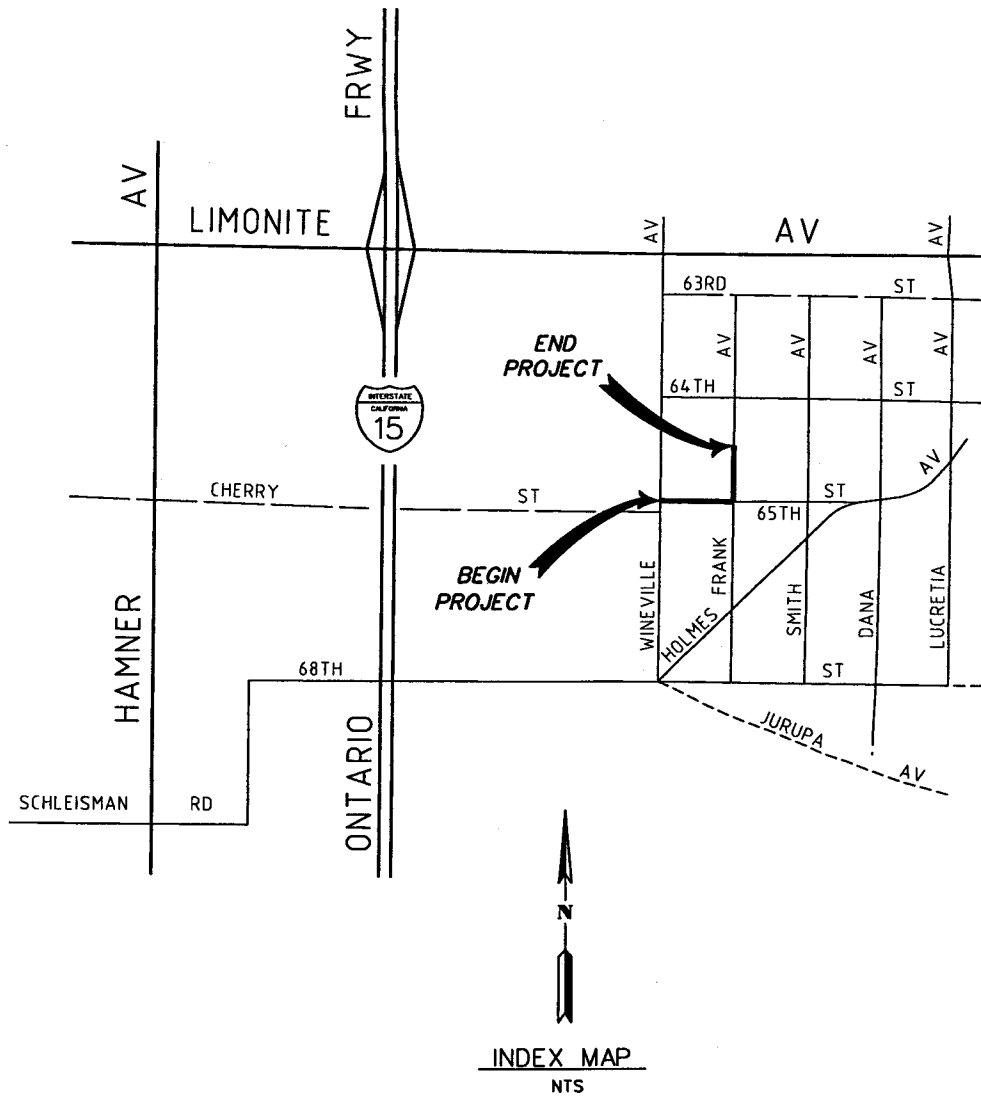 FRWY
AV
LIMONITE
AV
AV
AV
63RD
ST
END
PROJECT
AV
AV
AV
AV
64TH
ST
INTERSTATE
CALIFORNIA
15
AV
CHERRY
ST
ST
65TH
BEGIN
PROJECT
WINEVILLE
FRANK
SMITH
DANA
LUCRETIA
HOLMES
HAMNER
68TH
ST
JURUPA
AV
ONTARIO
SCHLEISMAN
RD
N
INDEX MAP
NTS